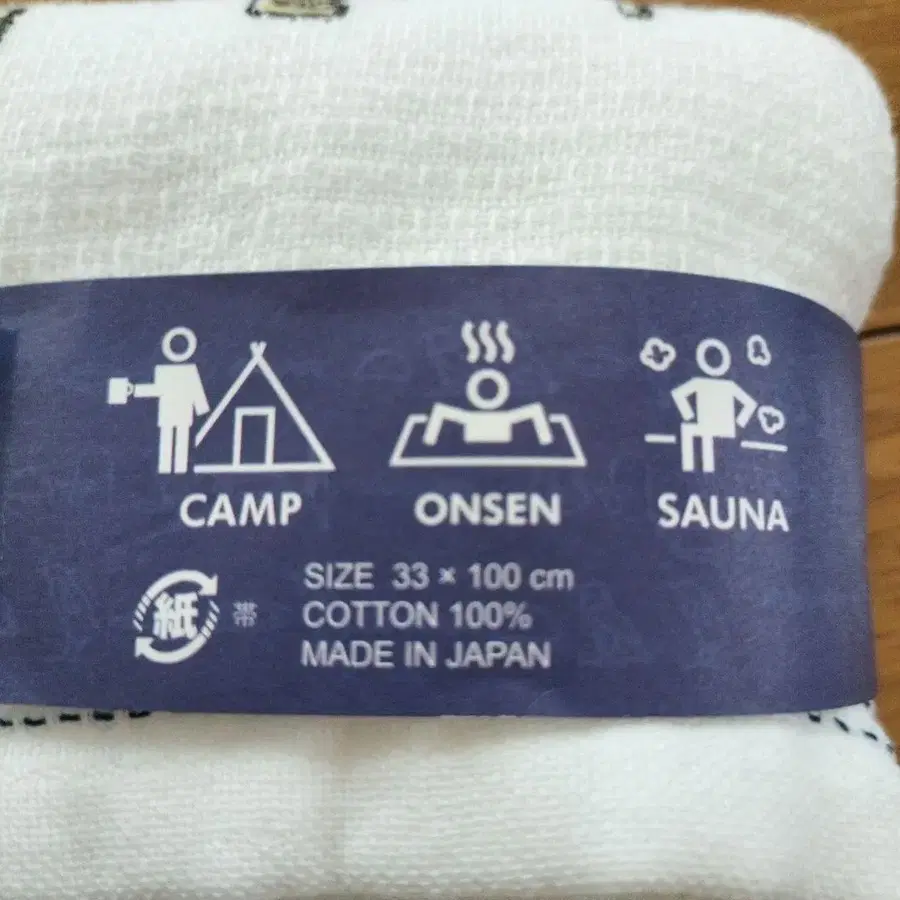 CAMP ONSEN SAUNA
紙 帯
SIZE 33 × 100 cm
COTTON 100%
MADE IN JAPAN